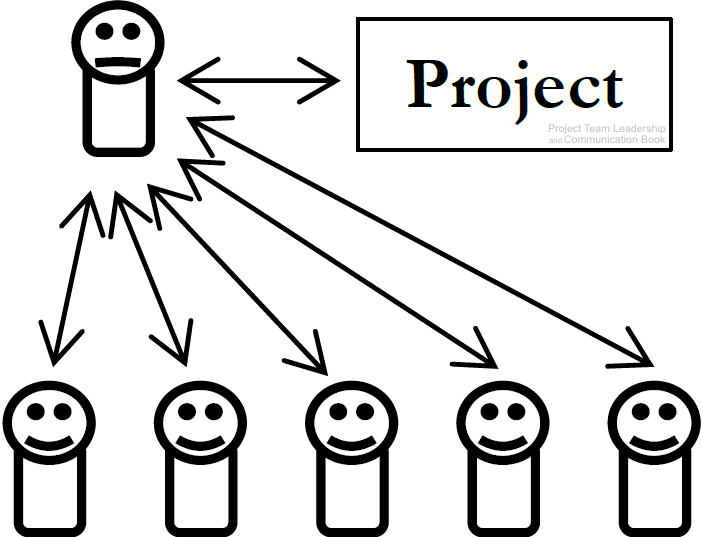 Project
Project Team Leadership
and Communication Book